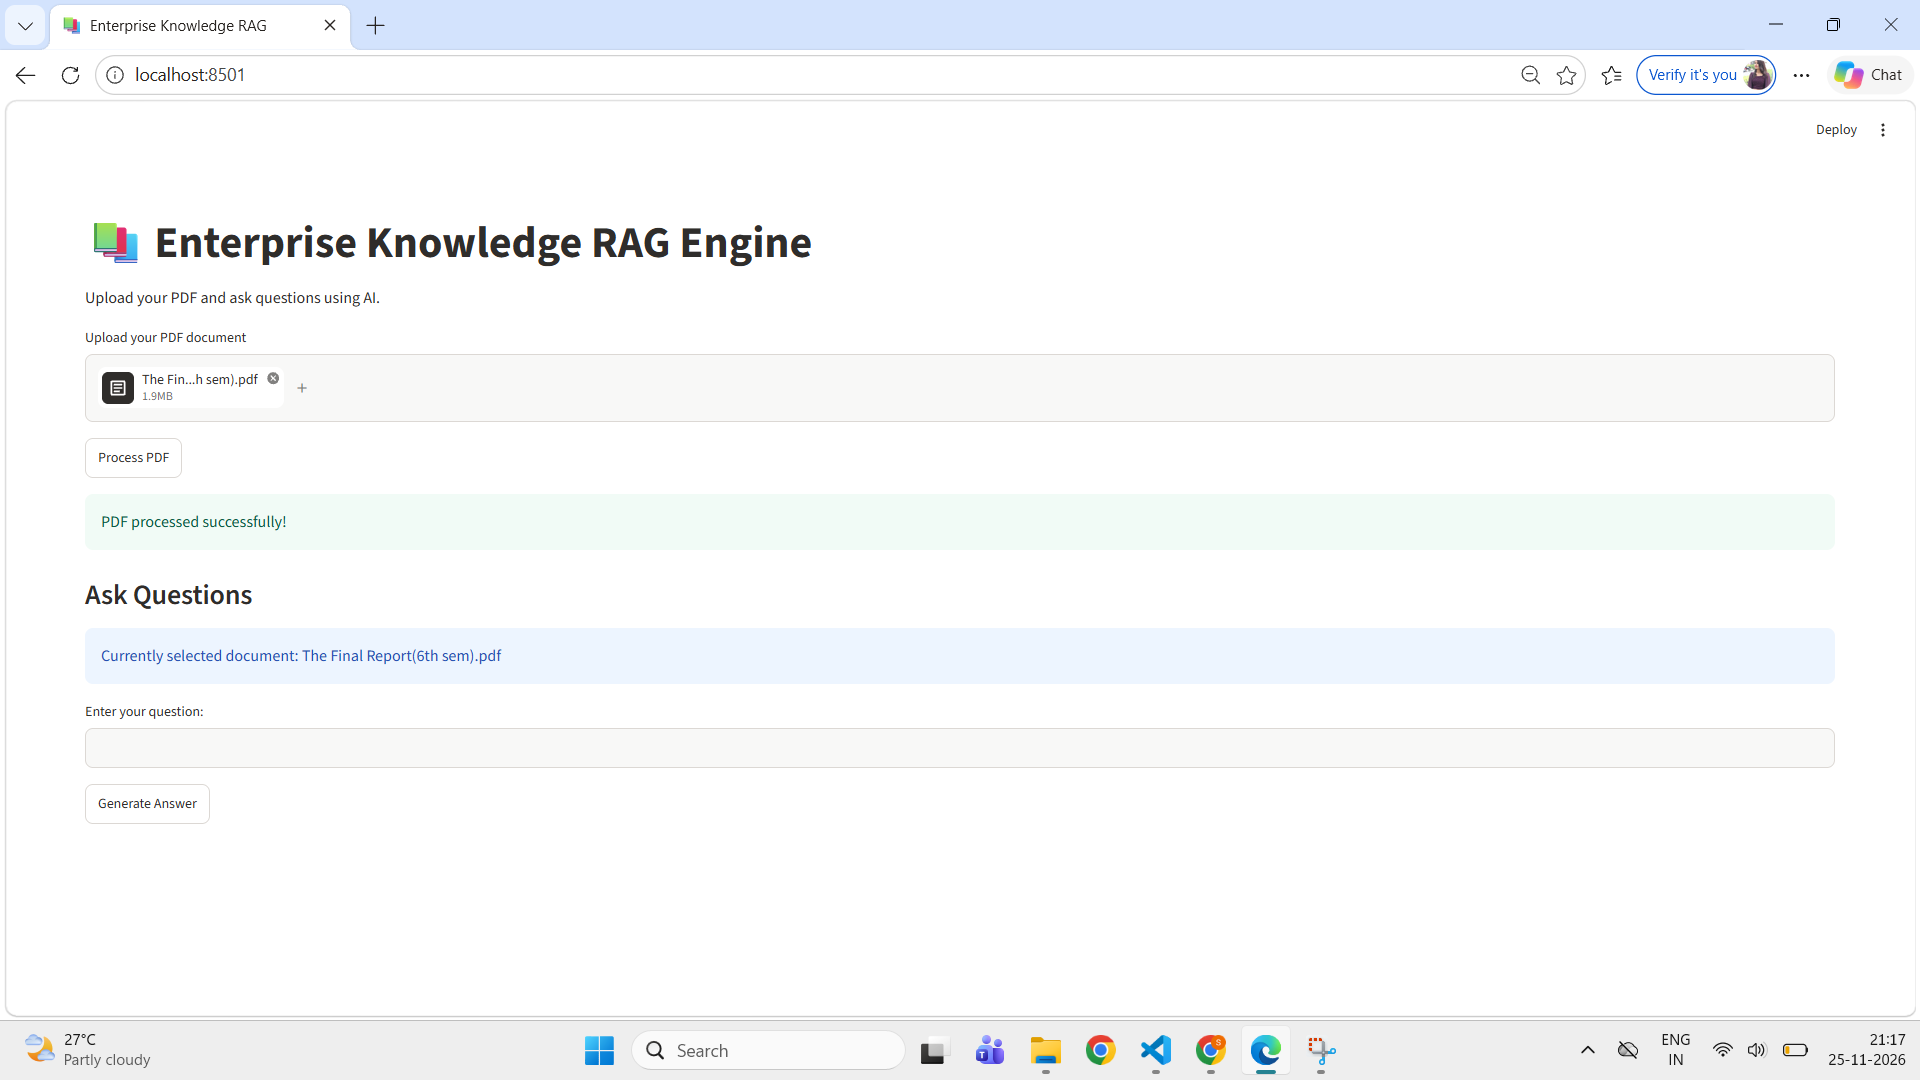 Enterprise Knowledge RAG
localhost:8501
Verify it's you
Chat
Deploy
Enterprise Knowledge RAG Engine
Upload your PDF and ask questions using AI.
Upload your PDF document
The Fin...h sem).pdf
1.9MB
Process PDF
PDF processed successfully!
Ask Questions
Currently selected document: The Final Report(6th sem).pdf
Enter your question:
Generate Answer
27°C
Partly cloudy
Search
ENG
IN
21:17
25-11-2026